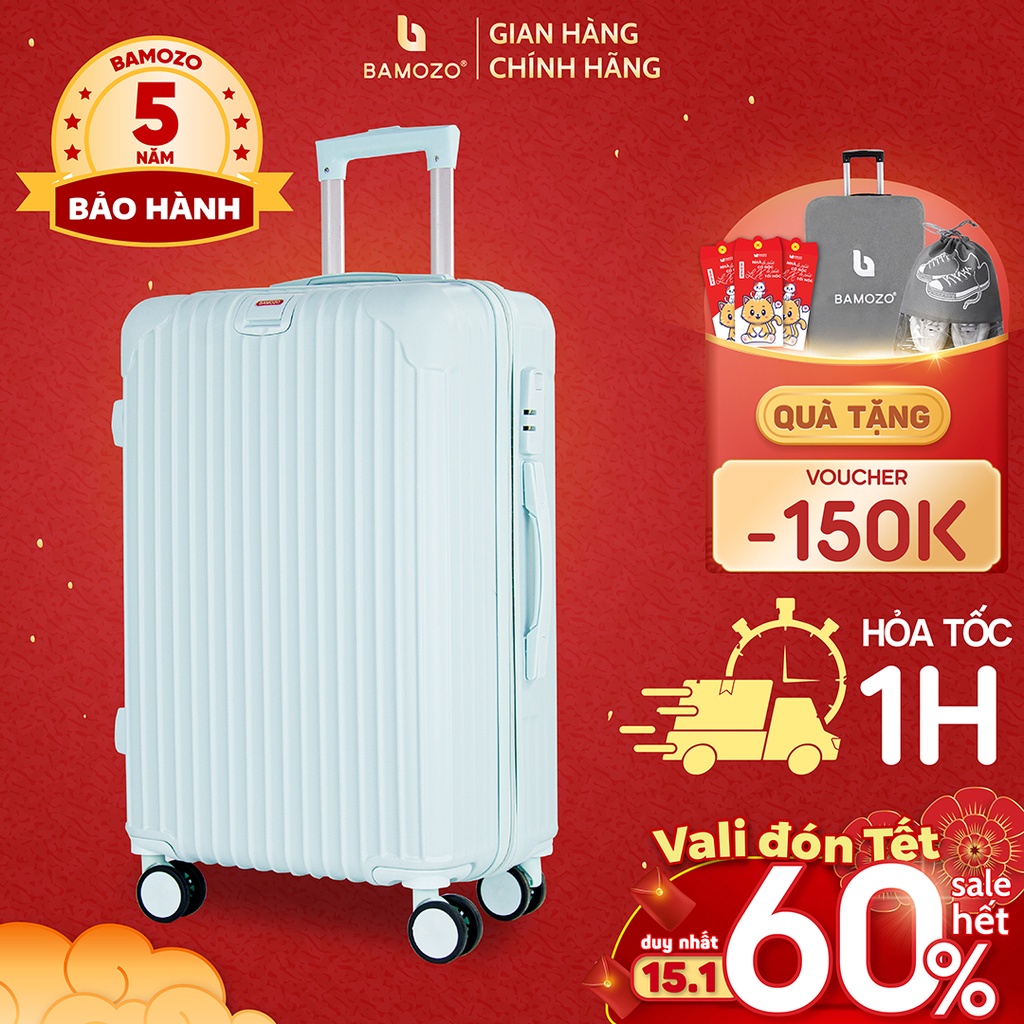 BAMOZO
5
NĂM
BẢO HÀNH
BAMOZO®
GIAN HÀNG
CHÍNH HÃNG
BAMOZO
BAMOZO
QUÀ TẶNG
VOUCHER
-150K
HỎA TỐC
1H
Vali đón Tết
duy nhất
15.1
60%
sale
hết